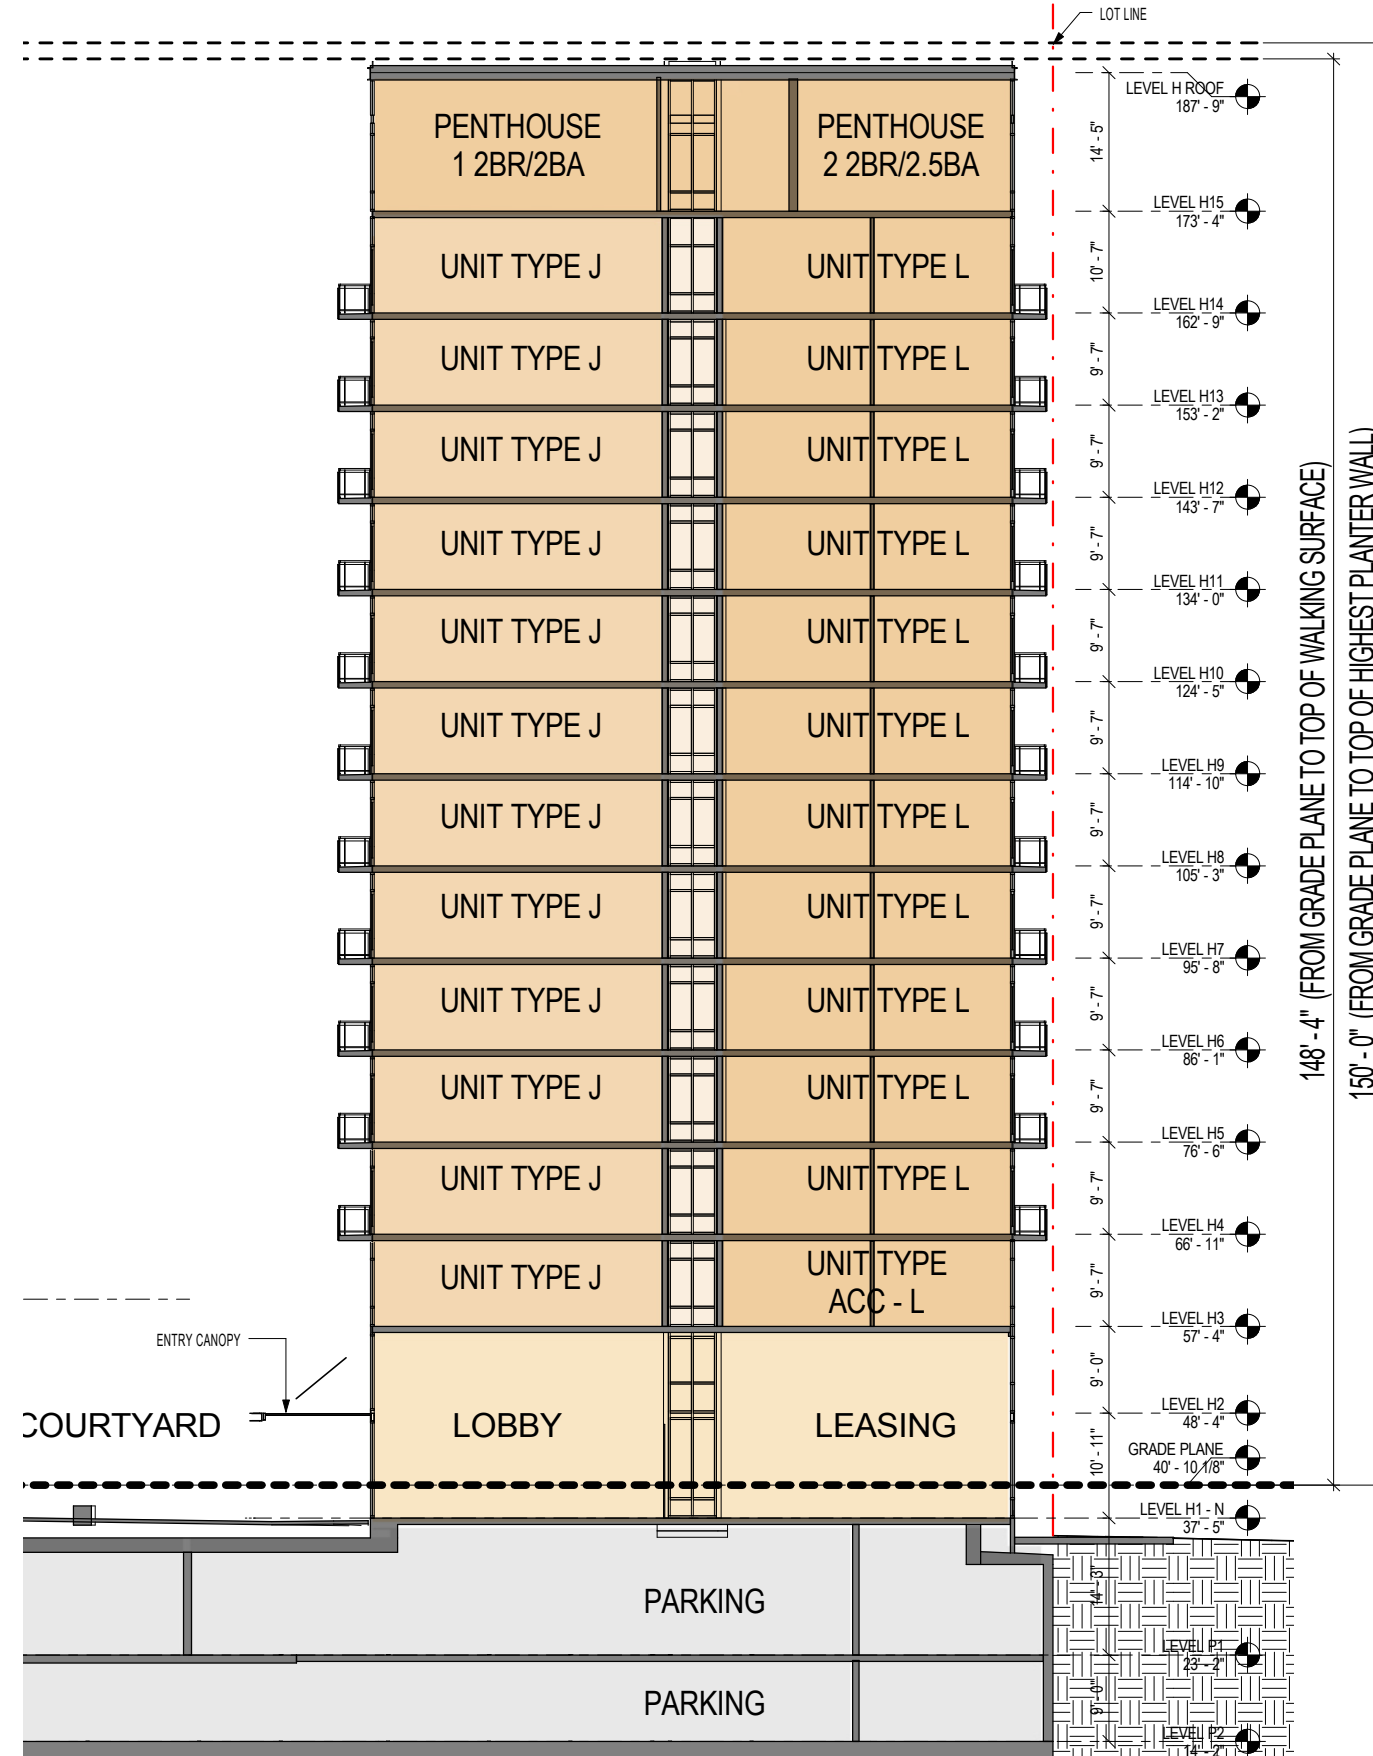 LOT LINE
LEVEL H ROOF
187' - 9"
PENTHOUSE
1 2BR/2BA
PENTHOUSE
2 2BR/2.5BA
14' - 5"
LEVEL H15
173' - 4"
UNIT TYPE J
UNIT TYPE L
10' - 7"
LEVEL H14
162' - 9"
UNIT TYPE J
UNIT TYPE L
9' - 7"
LEVEL H13
153' - 2"
UNIT TYPE J
UNIT TYPE L
9' - 7"
LEVEL H12
143' - 7"
UNIT TYPE J
UNIT TYPE L
9' - 7"
LEVEL H11
134' - 0"
UNIT TYPE J
UNIT TYPE L
9' - 7"
LEVEL H10
124' - 5"
UNIT TYPE J
UNIT TYPE L
9' - 7"
LEVEL H9
114' - 10"
UNIT TYPE J
UNIT TYPE L
9' - 7"
LEVEL H8
105' - 3"
UNIT TYPE J
UNIT TYPE L
9' - 7"
LEVEL H7
95' - 8"
UNIT TYPE J
UNIT TYPE L
9' - 7"
LEVEL H6
86' - 1"
UNIT TYPE J
UNIT TYPE L
9' - 7"
LEVEL H5
76' - 6"
UNIT TYPE J
UNIT TYPE L
9' - 7"
LEVEL H4
66' - 11"
UNIT TYPE J
UNIT TYPE
ACC - L
9' - 7"
LEVEL H3
57' - 4"
ENTRY CANOPY
9' - 0"
LEVEL H2
48' - 4"
COURTYARD
LOBBY
LEASING
10' - 11"
GRADE PLANE
40' - 10 1/8"
LEVEL H1 - N
37' - 5"
PARKING
14' - 3"
LEVEL P1
23' - 2"
PARKING
9' - 0"
LEVEL P2
14' - 2"
148' - 4" (FROM GRADE PLANE TO TOP OF WALKING SURFACE)
150' - 0" (FROM GRADE PLANE TO TOP OF HIGHEST PLANTER WALL)